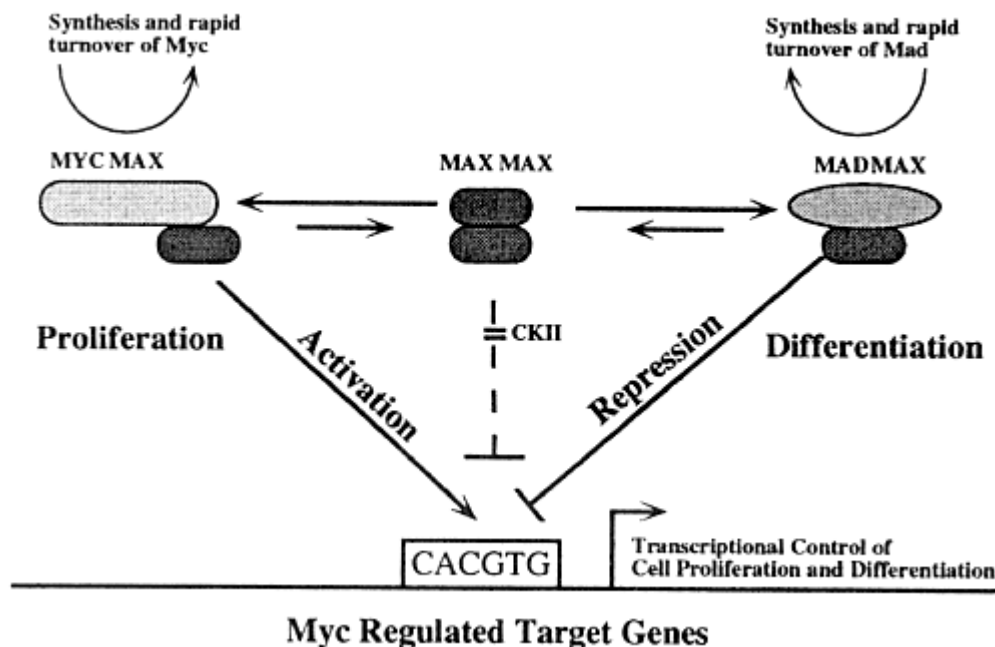 Synthesis and rapid
turnover of Myc
Synthesis and rapid
turnover of Mad
MYC MAX
MAX MAX
MADMAX
Proliferation
CKII
Differentiation
Activation
Repression
CACGTG
Transcriptional Control of
Cell Proliferation and Differentiation
Myc Regulated Target Genes